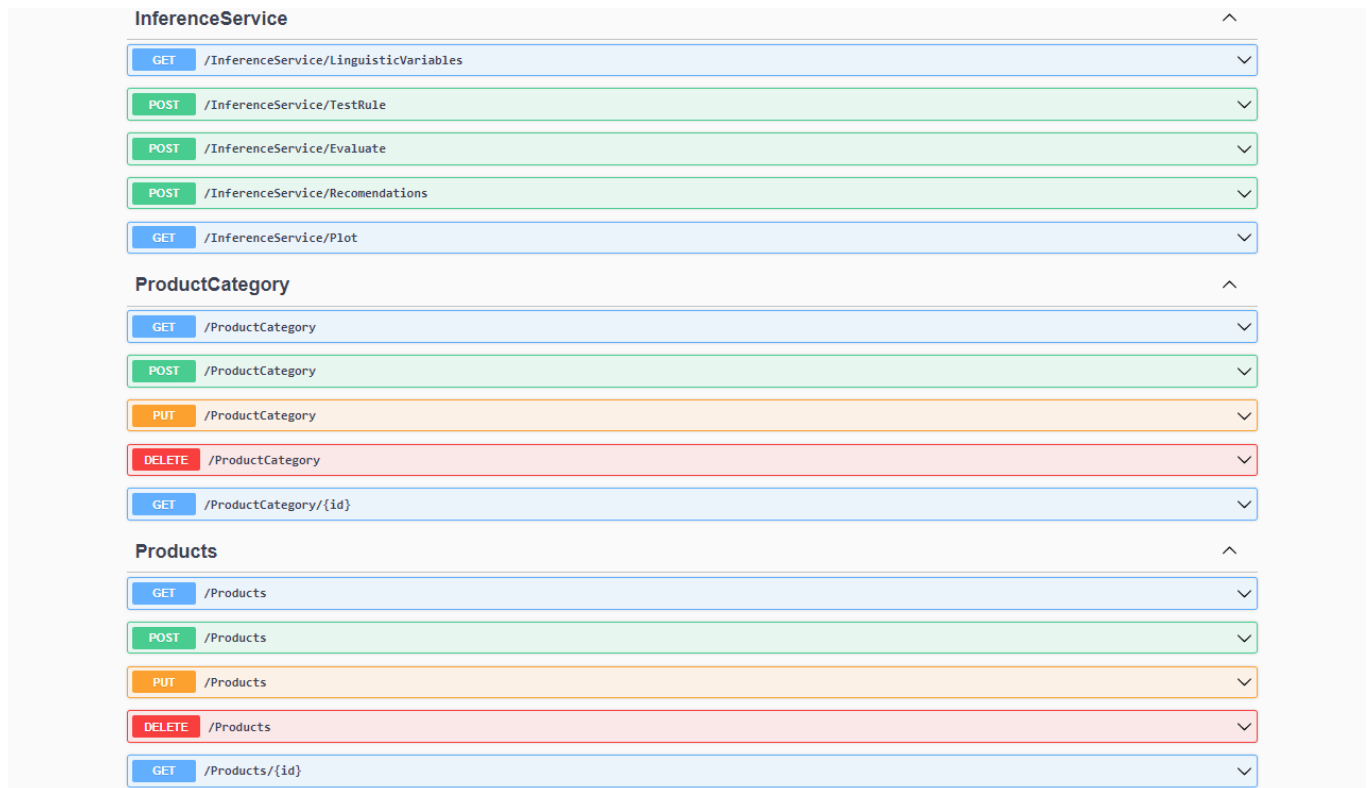 InferenceService
GET /InferenceService/LinguisticVariables
POST /InferenceService/TestRule
POST /InferenceService/Evaluate
POST /InferenceService/Recomendations
GET /InferenceService/Plot
ProductCategory
GET /ProductCategory
POST /ProductCategory
PUT /ProductCategory
DELETE /ProductCategory
GET /ProductCategory/{id}
Products
GET /Products
POST /Products
PUT /Products
DELETE /Products
GET /Products/{id}